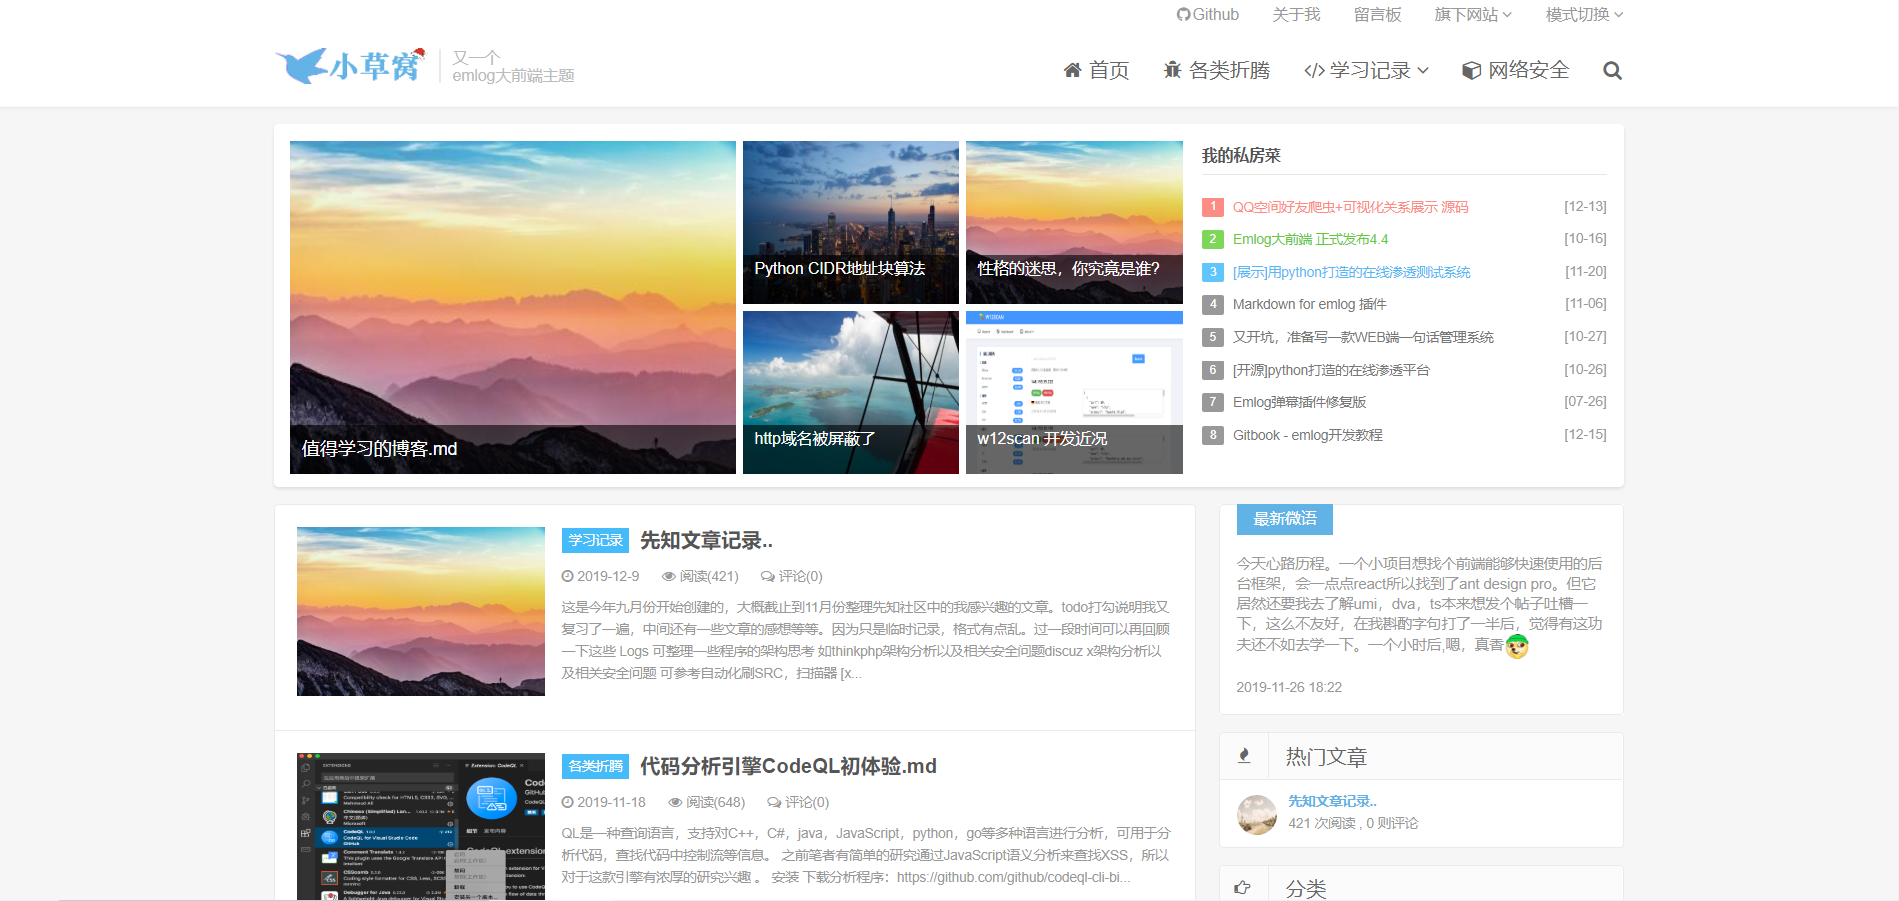 Github 关于我 留言板 旗下网站 模式切换
小草窝
又一个
emlog大前端主题
首页 各类折腾 学习记录 网络安全
值得学习的博客.md
Python CIDR地址块算法
性格的迷思，你究竟是谁?
http域名被屏蔽了
W12SCAN
w12scan 开发近况
我的私房菜
1 QQ空间好友爬虫+可视化关系展示 源码 [12-13]
2 Emlog大前端 正式发布4.4 [10-16]
3 [展示]用python打造的在线渗透测试系统 [11-20]
4 Markdown for emlog 插件 [11-06]
5 又开坑，准备写一款WEB端一句话管理系统 [10-27]
6 [开源]python打造的在线渗透平台 [10-26]
7 Emlog弹幕插件修复版 [07-26]
8 Gitbook - emlog开发教程 [12-15]
学习记录 先知文章记录..
2019-12-9 阅读(421) 评论(0)
这是今年九月份开始创建的，大概截止到11月份整理先知社区中的我感兴趣的文章。todo打勾说明我又
复习了一遍，中间还有一些文章的感想等等。因为只是临时记录，格式有点乱。过一段时间可以再回顾
一下这些 Logs 可整理一些程序的架构思考 如thinkphp架构分析以及相关安全问题discuz x架构分析以
及相关安全问题 可参考自动化刷SRC，扫描器 [x...
各类折腾 代码分析引擎CodeQL初体验.md
2019-11-18 阅读(648) 评论(0)
QL是一种查询语言，支持对C++，C#，java，JavaScript，python，go等多种语言进行分析，可用于分
析代码，查找代码中控制流等信息。 之前笔者有简单的研究通过JavaScript语义分析来查找XSS，所以
对于这款引擎有浓厚的研究兴趣 。 安装 下载分析程序：https://github.com/github/codeql-cli-bi...
EXTENSIONS
Extension: CodeQL
Chinese (Simplified) Lan...
Microsoft
CodeQL
CodeQL for Visual Studio Code
GitHub
Comment Translate
CSScomb
Debugger for Java
最新微语
今天心路历程。一个小项目想找个前端能够快速使用的后
台框架，会一点点react所以找到了ant design pro。但它
居然还要我去了解umi，dva，ts本来想发个帖子吐槽一
下，这么不友好，在我斟酌字句打了一半后，觉得有这功
夫还不如去学一下。一个小时后,嗯，真香
2019-11-26 18:22
热门文章
先知文章记录..
421 次阅读 , 0 则评论
分类